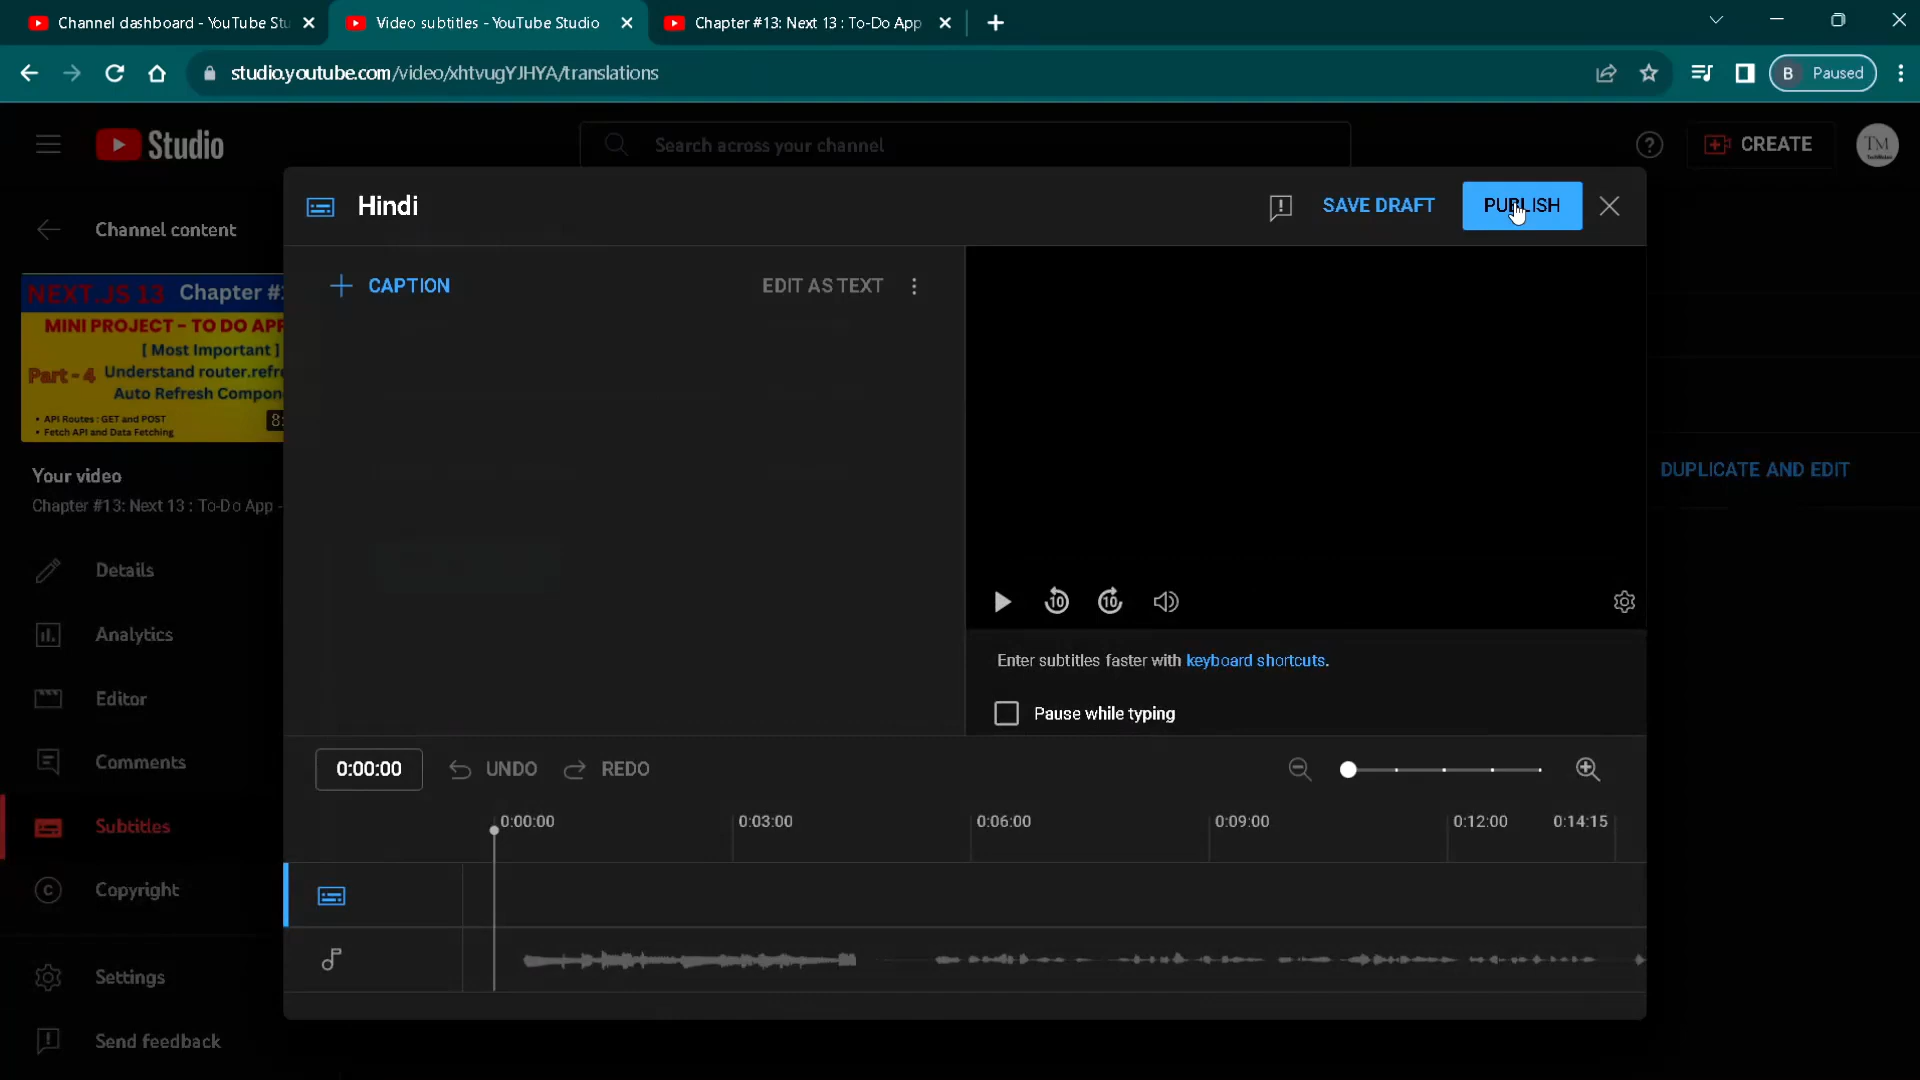 Channel dashboard - YouTube Stu
Video subtitles - YouTube Studio
Chapter #13: Next 13 : To-Do App
studio.youtube.com/video/xhtvugYJHYA/translations
B Paused
Studio
Search across your channel
CREATE
TM
Hindi
SAVE DRAFT
PUBLISH
Channel content
CAPTION
EDIT AS TEXT
NEXT.JS 13 Chapter #
MINI PROJECT - TO DO APP
[ Most Important ]
Part - 4 Understand router.refre
Auto Refresh Compon
• API Routes : GET and POST
• Fetch API and Data Fetching
8:
Your video
Chapter #13: Next 13 : To-Do App -
DUPLICATE AND EDIT
Details
Analytics
Editor
Comments
Subtitles
Copyright
Settings
Send feedback
10
10
Enter subtitles faster with keyboard shortcuts.
Pause while typing
0:00:00
UNDO
REDO
0:00:00
0:03:00
0:06:00
0:09:00
0:12:00
0:14:15